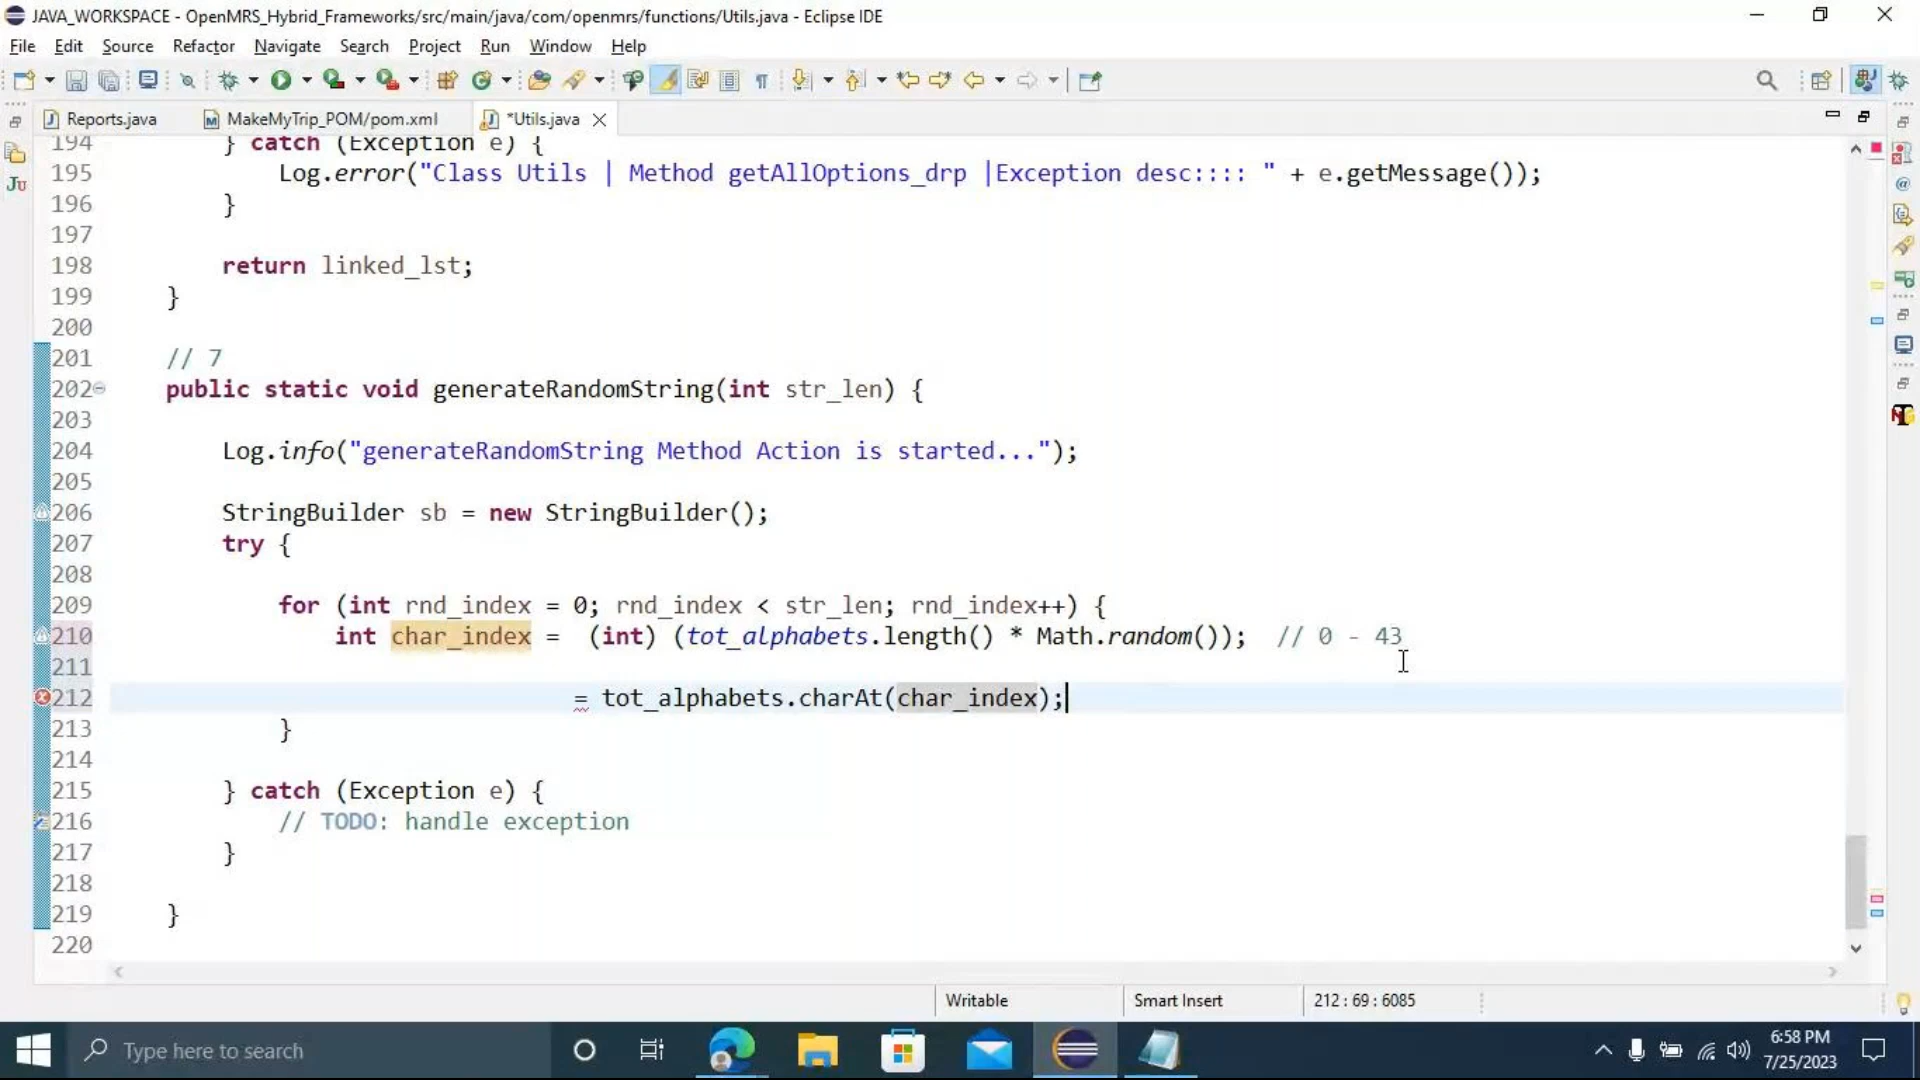 JAVA_WORKSPACE - OpenMRS_Hybrid_Frameworks/src/main/java/com/openmrs/functions/Utils.java - Eclipse IDE
File Edit Source Refactor Navigate Search Project Run Window Help
Reports.java MakeMyTrip_POM/pom.xml *Utils.java
194 } catch (Exception e) {
195 Log.error("Class Utils | Method getAllOptions_drp |Exception desc:::: " + e.getMessage());
196 }
197
198 return linked_lst;
199 }
200
201 // 7
202 public static void generateRandomString(int str_len) {
203
204 Log.info("generateRandomString Method Action is started...");
205
206 StringBuilder sb = new StringBuilder();
207 try {
208
209 for (int rnd_index = 0; rnd_index < str_len; rnd_index++) {
210 int char_index = (int) (tot_alphabets.length() * Math.random()); // 0 - 43
211
212 = tot_alphabets.charAt(char_index);
213 }
214
215 } catch (Exception e) {
216 // TODO: handle exception
217 }
218
219 }
220
Writable Smart Insert 212 : 69 : 6085
Type here to search
6:58 PM
7/25/2023